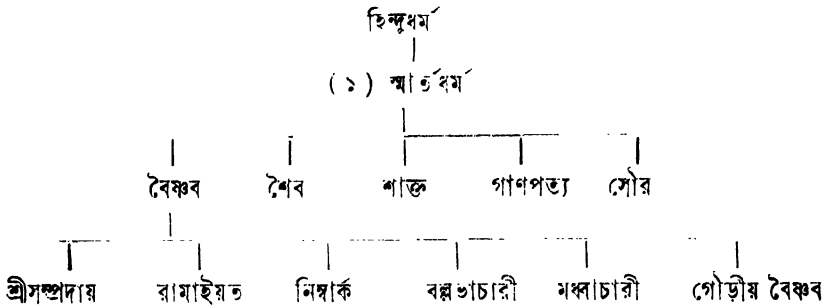 হিন্দুধর্ম
( ১ ) স্মার্তধর্ম
বৈষ্ণব শৈব শাক্ত গাণপত্য সৌর
শ্রীসম্প্রদায় রামাইয়ত নিম্বার্ক বল্লভাচারী মধ্বাচারী গৌড়ীয় বৈষ্ণব